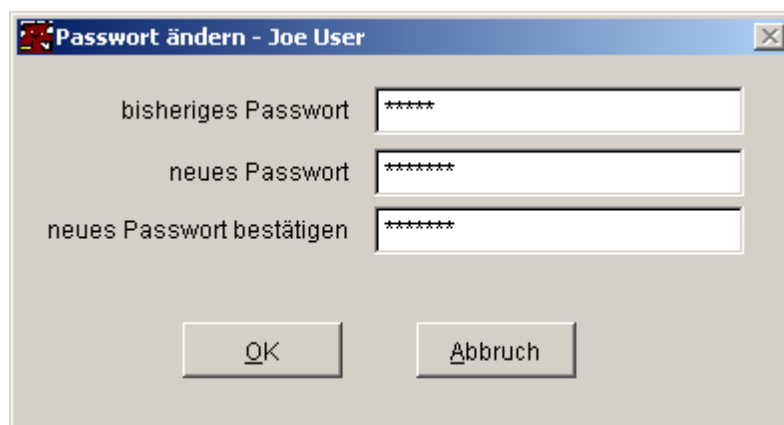 Passwort ändern - Joe User
bisheriges Passwort *****
neues Passwort *******
neues Passwort bestätigen *******
OK Abbruch